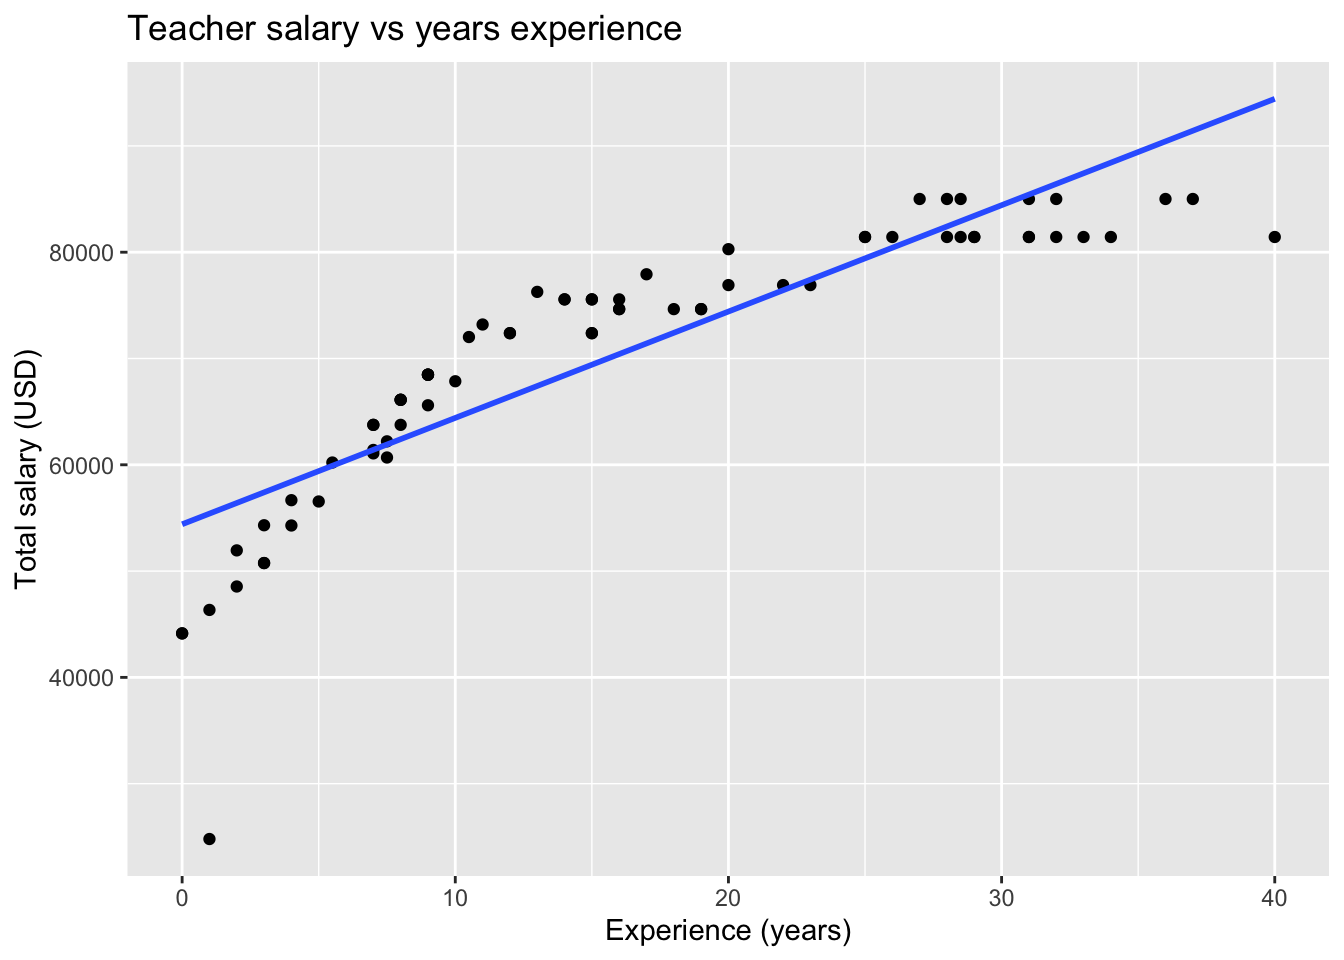 Teacher salary vs years experience
Total salary (USD)
80000
60000
40000
0 10 20 30 40
Experience (years)